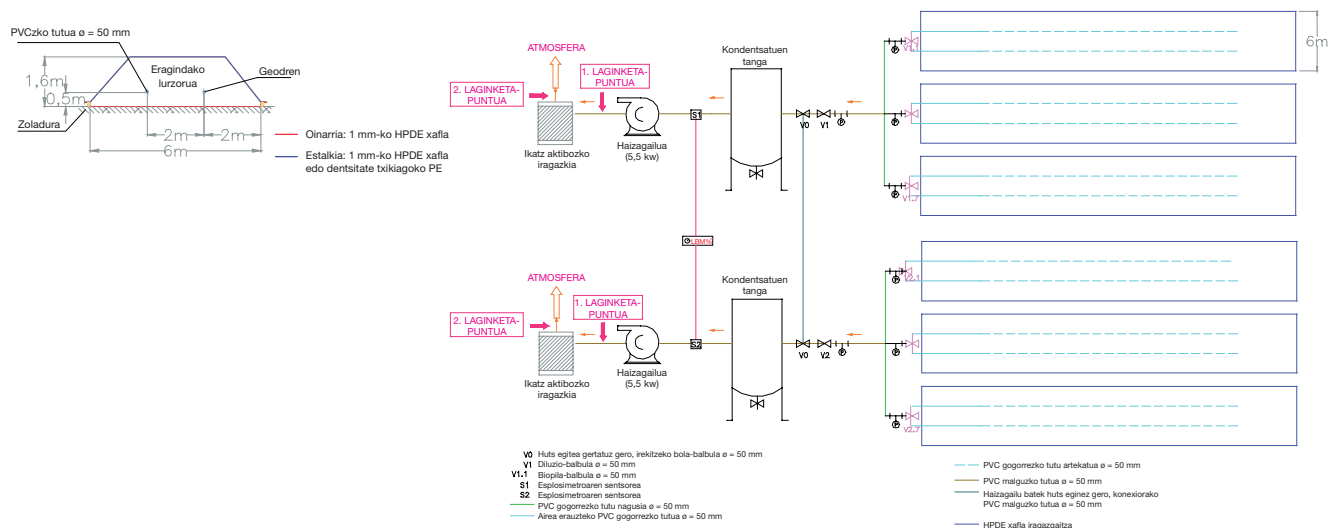 PVCzko tutua ø = 50 mm
Eragindako
lurzorua
Geodren
1,6m
0,5m
Zoladura
2m
2m
6m
Oinarria: 1 mm-ko HPDE xafla
Estalkia: 1 mm-ko HPDE xafla
edo dentsitate txikiagoko PE
ATMOSFERA
1. LAGINKETA-
PUNTUA
2. LAGINKETA-
PUNTUA
Ikatz aktibozko
iragazkia
Haizagailua
(5,5 kw)
S1
Kondentsatuen
tanga
V0
V1
P
P
P
P
V1.7
6m
LBM%
ATMOSFERA
1. LAGINKETA-
PUNTUA
2. LAGINKETA-
PUNTUA
Ikatz aktibozko
iragazkia
Haizagailua
(5,5 kw)
S2
Kondentsatuen
tanga
V0
V2
P
P
P
P
V2.1
V2.7
V0 Huts egitea gertatuz gero, irekitzeko bola-balbula ø = 50 mm
V1 Diluzio-balbula ø = 50 mm
V1.1 Biopila-balbula ø = 50 mm
S1 Esplosimetroaren sentsorea
S2 Esplosimetroaren sentsorea
PVC gogorrezko tutu nagusia ø = 50 mm
Airea erauzteko PVC gogorrezko tutua ø = 50 mm
PVC gogorrezko tutu artekatua ø = 50 mm
PVC malguzko tutua ø = 50 mm
Haizagailu batek huts eginez gero, konexiorako
PVC malguzko tutua ø = 50 mm
HPDE xafla iragazgaitza